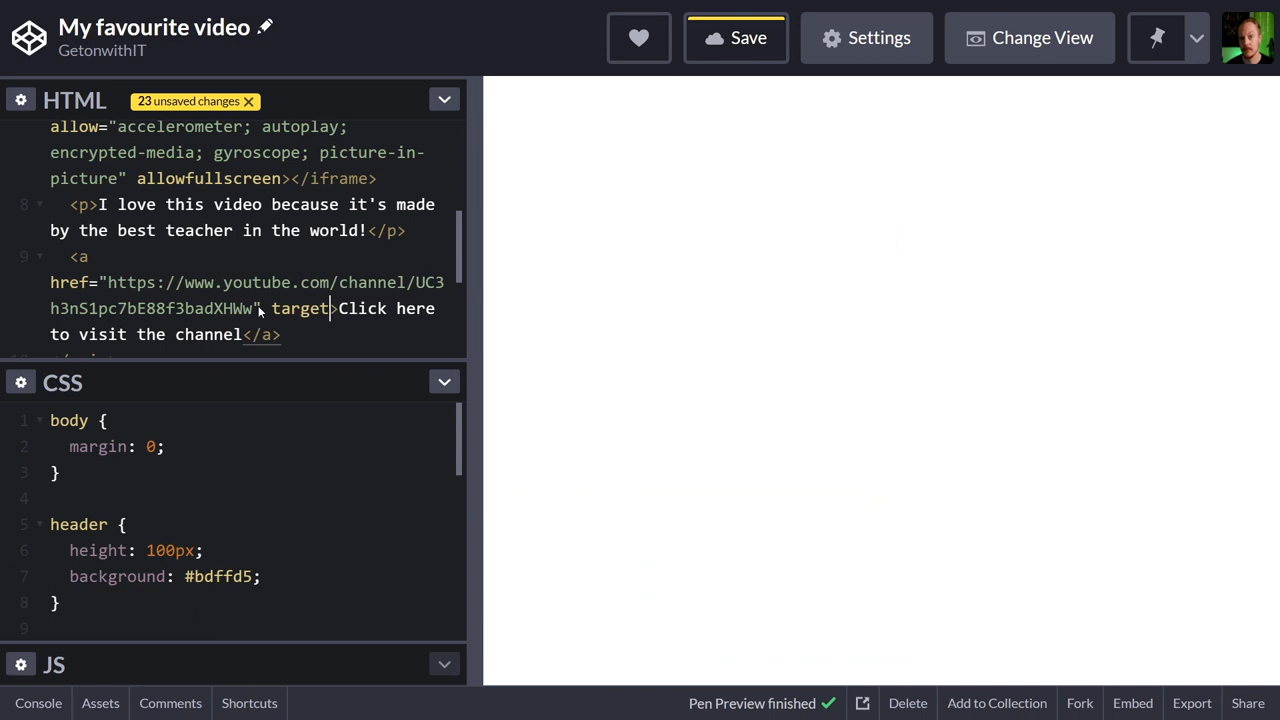 My favourite video
GetonwithIT
Save
Settings
Change View
HTML
23 unsaved changes ×
allow="accelerometer; autoplay;
encrypted-media; gyroscope; picture-in-
picture" allowfullscreen></iframe>
8 <p>I love this video because it's made
by the best teacher in the world!</p>
9 <a
href="https://www.youtube.com/channel/UC3
h3nS1pc7bE88f3badXHWw" target>Click here
to visit the channel</a>
CSS
1 body {
2 margin: 0;
3 }
4
5 header {
6 height: 100px;
7 background: #bdffd5;
8 }
9
JS
Console
Assets
Comments
Shortcuts
Pen Preview finished
Delete
Add to Collection
Fork
Embed
Export
Share